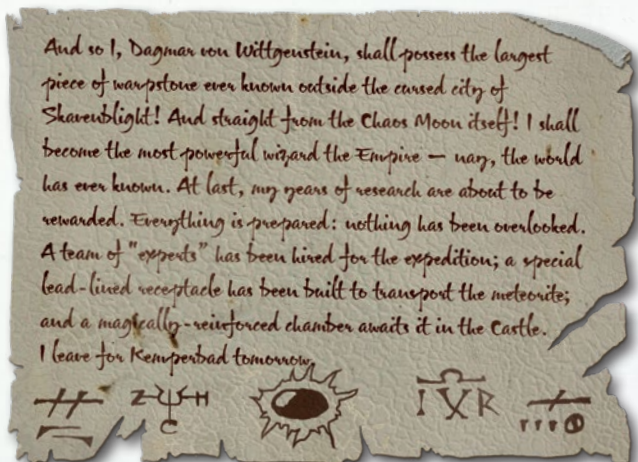 And so I, Dagmar von Wittgenstein, shall possess the largest
piece of warpstone ever known outside the cursed city of
Skavenblight! And straight from the Chaos Moon itself! I shall
become the most powerful wizard the Empire — nay, the world
has ever known. At last, my years of research are about to be
rewarded. Everything is prepared: nothing has been overlooked.
A team of "experts" has been hired for the expedition; a special
lead-lined receptacle has been built to transport the meteorite;
and a magically-reinforced chamber awaits it in the Castle.
I leave for Kemperbad tomorrow.
Z H
C
I X R